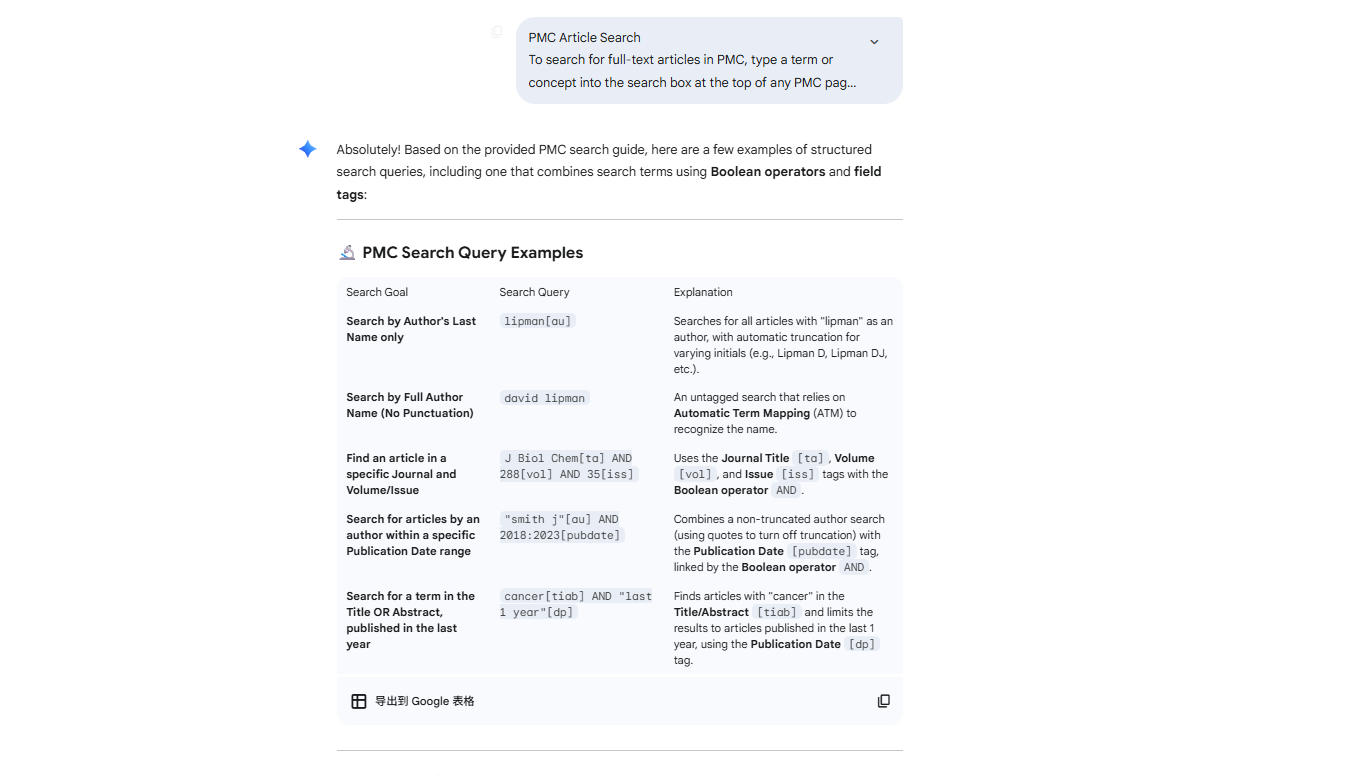 PMC Article Search
To search for full-text articles in PMC, type a term or
concept into the search box at the top of any PMC pag...
Absolutely! Based on the provided PMC search guide, here are a few examples of structured
search queries, including one that combines search terms using Boolean operators and field
tags:
PMC Search Query Examples
Search Goal Search Query Explanation
Search by Author's Last lipman[au] Searches for all articles with "lipman" as an
Name only author, with automatic truncation for
varying initials (e.g., Lipman D, Lipman DJ,
etc.).
Search by Full Author david lipman An untagged search that relies on
Name (No Punctuation) Automatic Term Mapping (ATM) to
recognize the name.
Find an article in a J Biol Chem[ta] AND Uses the Journal Title [ta], Volume
specific Journal and 288[vol] AND 35[iss] [vol], and Issue [iss] tags with the
Volume/Issue Boolean operator AND.
Search for articles by an "smith j"[au] AND Combines a non-truncated author search
author within a specific 2018:2023[pubdate] (using quotes to turn off truncation) with
Publication Date range the Publication Date [pubdate] tag,
linked by the Boolean operator AND.
Search for a term in the cancer[tiab] AND "last Finds articles with "cancer" in the
Title OR Abstract, 1 year"[dp] Title/Abstract [tiab] and limits the
published in the last results to articles published in the last 1
year year, using the Publication Date [dp]
tag.
导出到 Google 表格